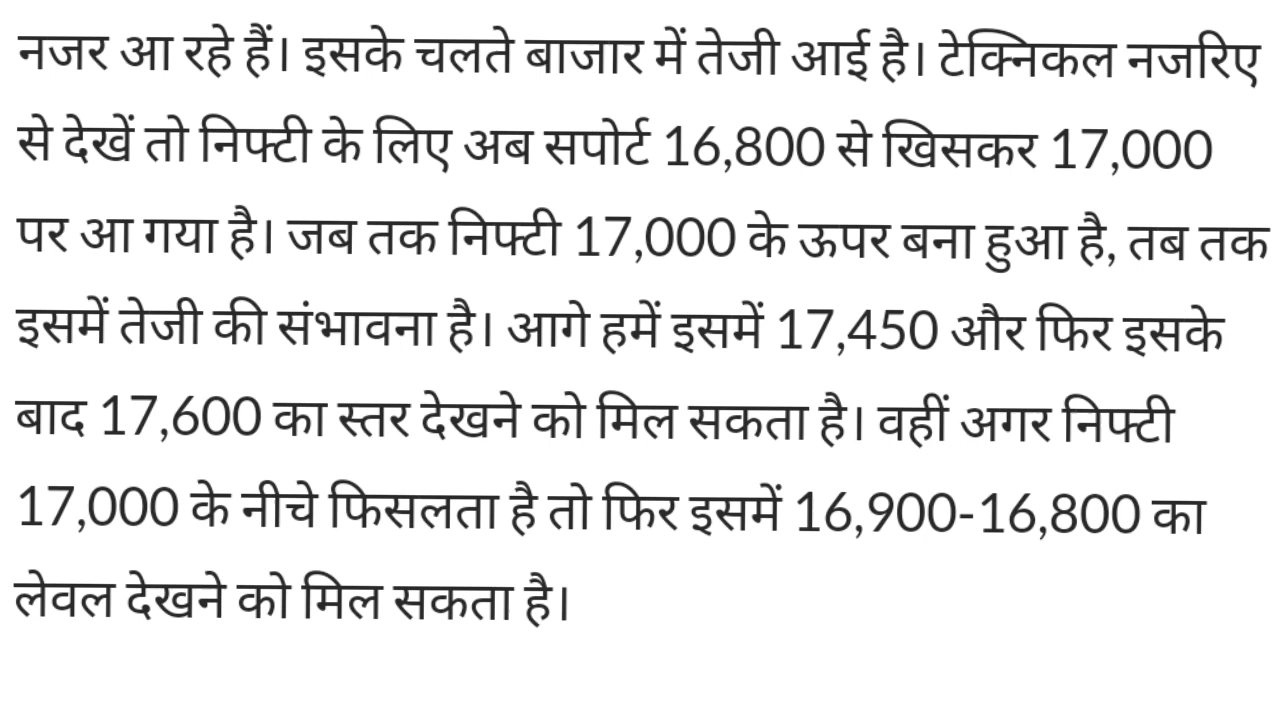 नजर आ रहे हैं। इसके चलते बाजार में तेजी आई है। टेक्निकल नजरिए
से देखें तो निफ्टी के लिए अब सपोर्ट 16,800 से खिसकर 17,000
पर आ गया है। जब तक निफ्टी 17,000 के ऊपर बना हुआ है, तब तक
इसमें तेजी की संभावना है। आगे हमें इसमें 17,450 और फिर इसके
बाद 17,600 का स्तर देखने को मिल सकता है। वहीं अगर निफ्टी
17,000 के नीचे फिसलता है तो फिर इसमें 16,900-16,800 का
लेवल देखने को मिल सकता है।